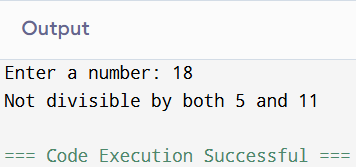 Output
Enter a number: 18
Not divisible by both 5 and 11
=== Code Execution Successful ===